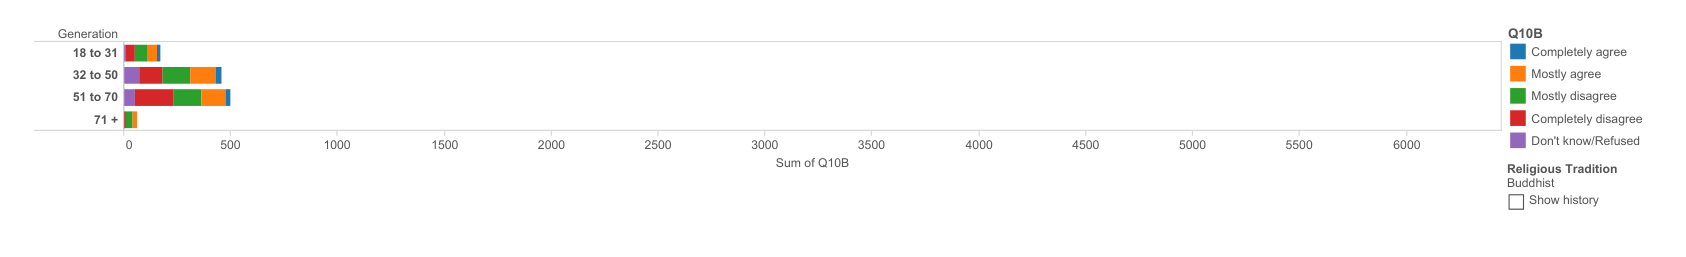 Generation
18 to 31
32 to 50
51 to 70
71 +
0 500 1000 1500 2000 2500 3000 3500 4000 4500 5000 5500 6000
Sum of Q10B
Q10B
Completely agree
Mostly agree
Mostly disagree
Completely disagree
Don't know/Refused
Religious Tradition
Buddhist
Show history